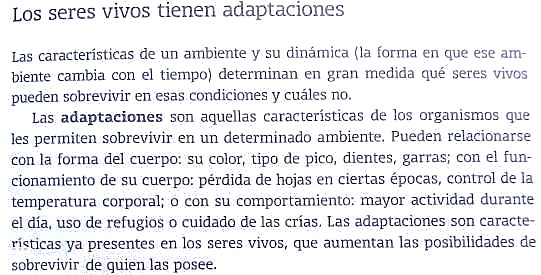 Los seres vivos tienen adaptaciones
Las características de un ambiente y su dinámica (la forma en que ese am-
biente cambia con el tiempo) determinan en gran medida qué seres vivos
pueden sobrevivir en esas condiciones y cuáles no.
Las adaptaciones son aquellas características de los organismos que
les permiten sobrevivir en un determinado ambiente. Pueden relacionarse
con la forma del cuerpo: su color, tipo de pico, dientes, garras; con el fun-
cionamiento de su cuerpo: pérdida de hojas en ciertas épocas, control de la
temperatura corporal; o con su comportamiento: mayor actividad durante
el día, uso de refugios o cuidado de las crías. Las adaptaciones son caracte-
rísticas ya presentes en los seres vivos, que aumentan las posibilidades de
sobrevivir de quien las posee.